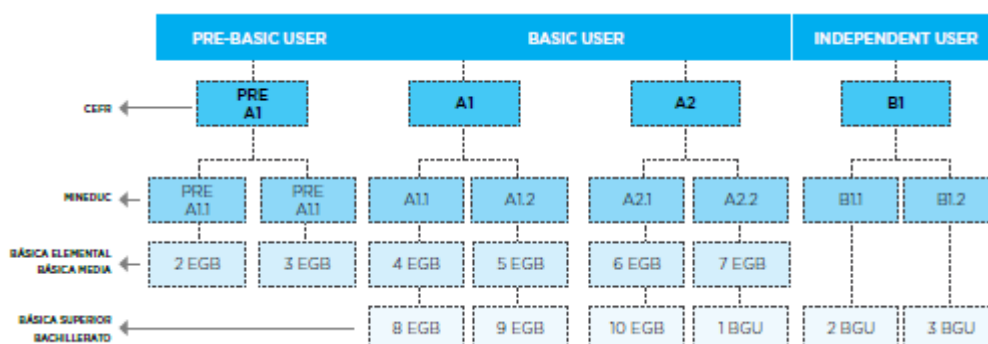 PRE-BASIC USER BASIC USER INDEPENDENT USER
CEFR
PRE
A1
A1
A2
B1
MINEDUC
PRE
A1.1
PRE
A1.1
A1.1
A1.2
A2.1
A2.2
B1.1
B1.2
BÁSICA ELEMENTAL
BÁSICA MEDIA
2 EGB
3 EGB
4 EGB
5 EGB
6 EGB
7 EGB
BÁSICA SUPERIOR
BACHILLERATO
8 EGB
9 EGB
10 EGB
1 BGU
2 BGU
3 BGU